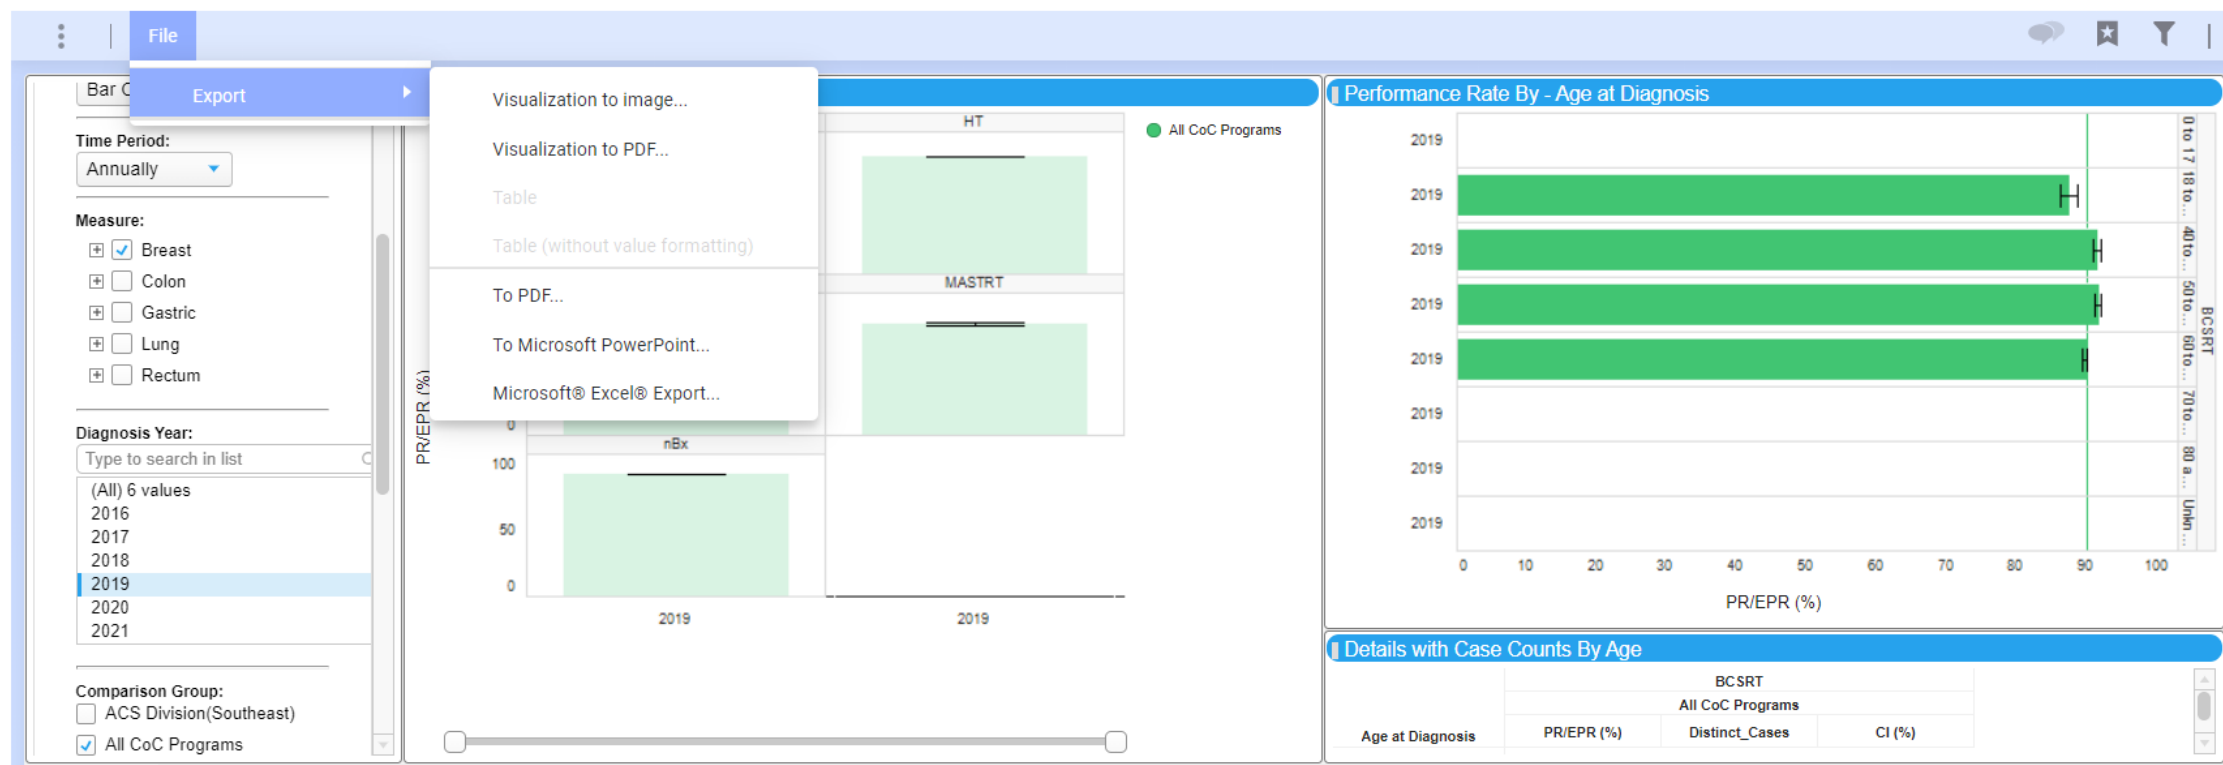 File
Export
Visualization to image...
Visualization to PDF...
Table
Table (without value formatting)
To PDF...
To Microsoft PowerPoint...
Microsoft® Excel® Export...
Bar
Time Period:
Annually
Measure:
Breast
Colon
Gastric
Lung
Rectum
Diagnosis Year:
Type to search in list
(All) 6 values
2016
2017
2018
2019
2020
2021
Comparison Group:
ACS Division(Southeast)
All CoC Programs
PR/EPR (%)
HT
MASTRT
0
nBx
100
50
0
2019
2019
All CoC Programs
Performance Rate By - Age at Diagnosis
2019
2019
2019
2019
2019
2019
2019
2019
0 to 17
18 to...
40 to...
50 to...
60 to...
70 to...
80 a...
Unkn...
BCSRT
0 10 20 30 40 50 60 70 80 90 100
PR/EPR (%)
Details with Case Counts By Age
BCSRT
All CoC Programs
Age at Diagnosis PR/EPR (%) Distinct_Cases CI (%)